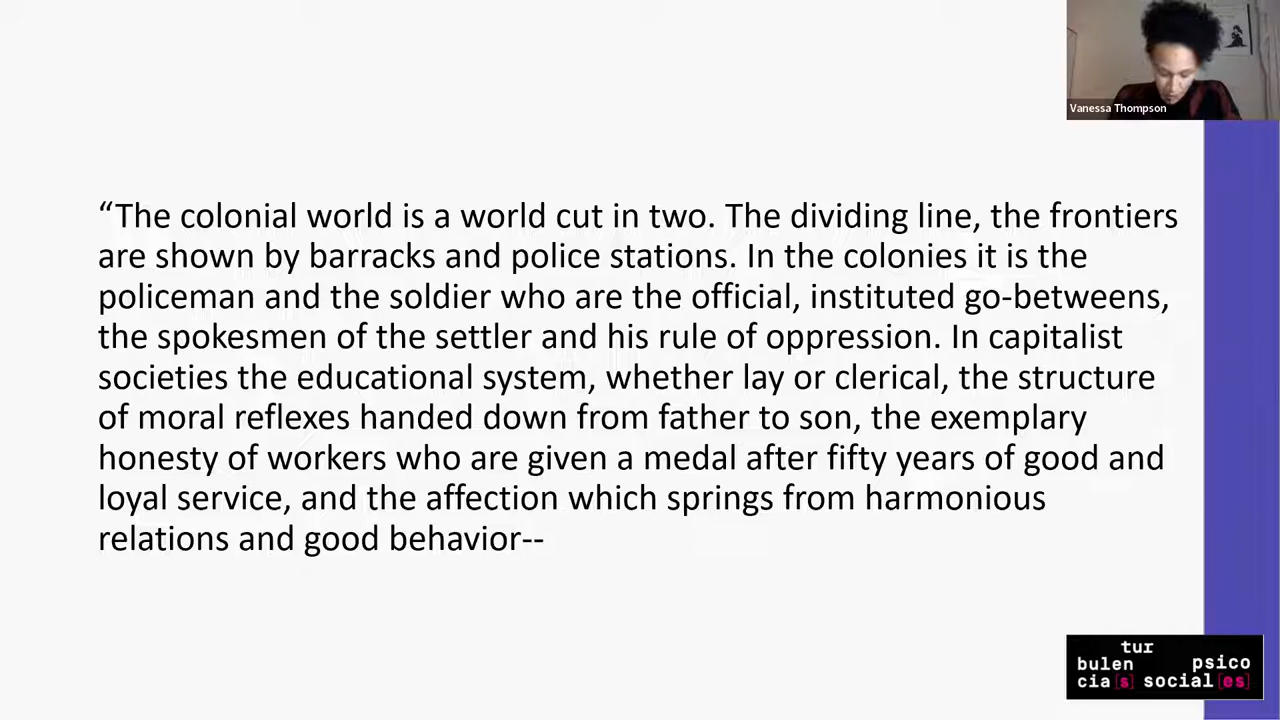 Vanessa Thompson
“The colonial world is a world cut in two. The dividing line, the frontiers
are shown by barracks and police stations. In the colonies it is the
policeman and the soldier who are the official, instituted go-betweens,
the spokesmen of the settler and his rule of oppression. In capitalist
societies the educational system, whether lay or clerical, the structure
of moral reflexes handed down from father to son, the exemplary
honesty of workers who are given a medal after fifty years of good and
loyal service, and the affection which springs from harmonious
relations and good behavior--
tur
bulen psico
cia[s] social[es]